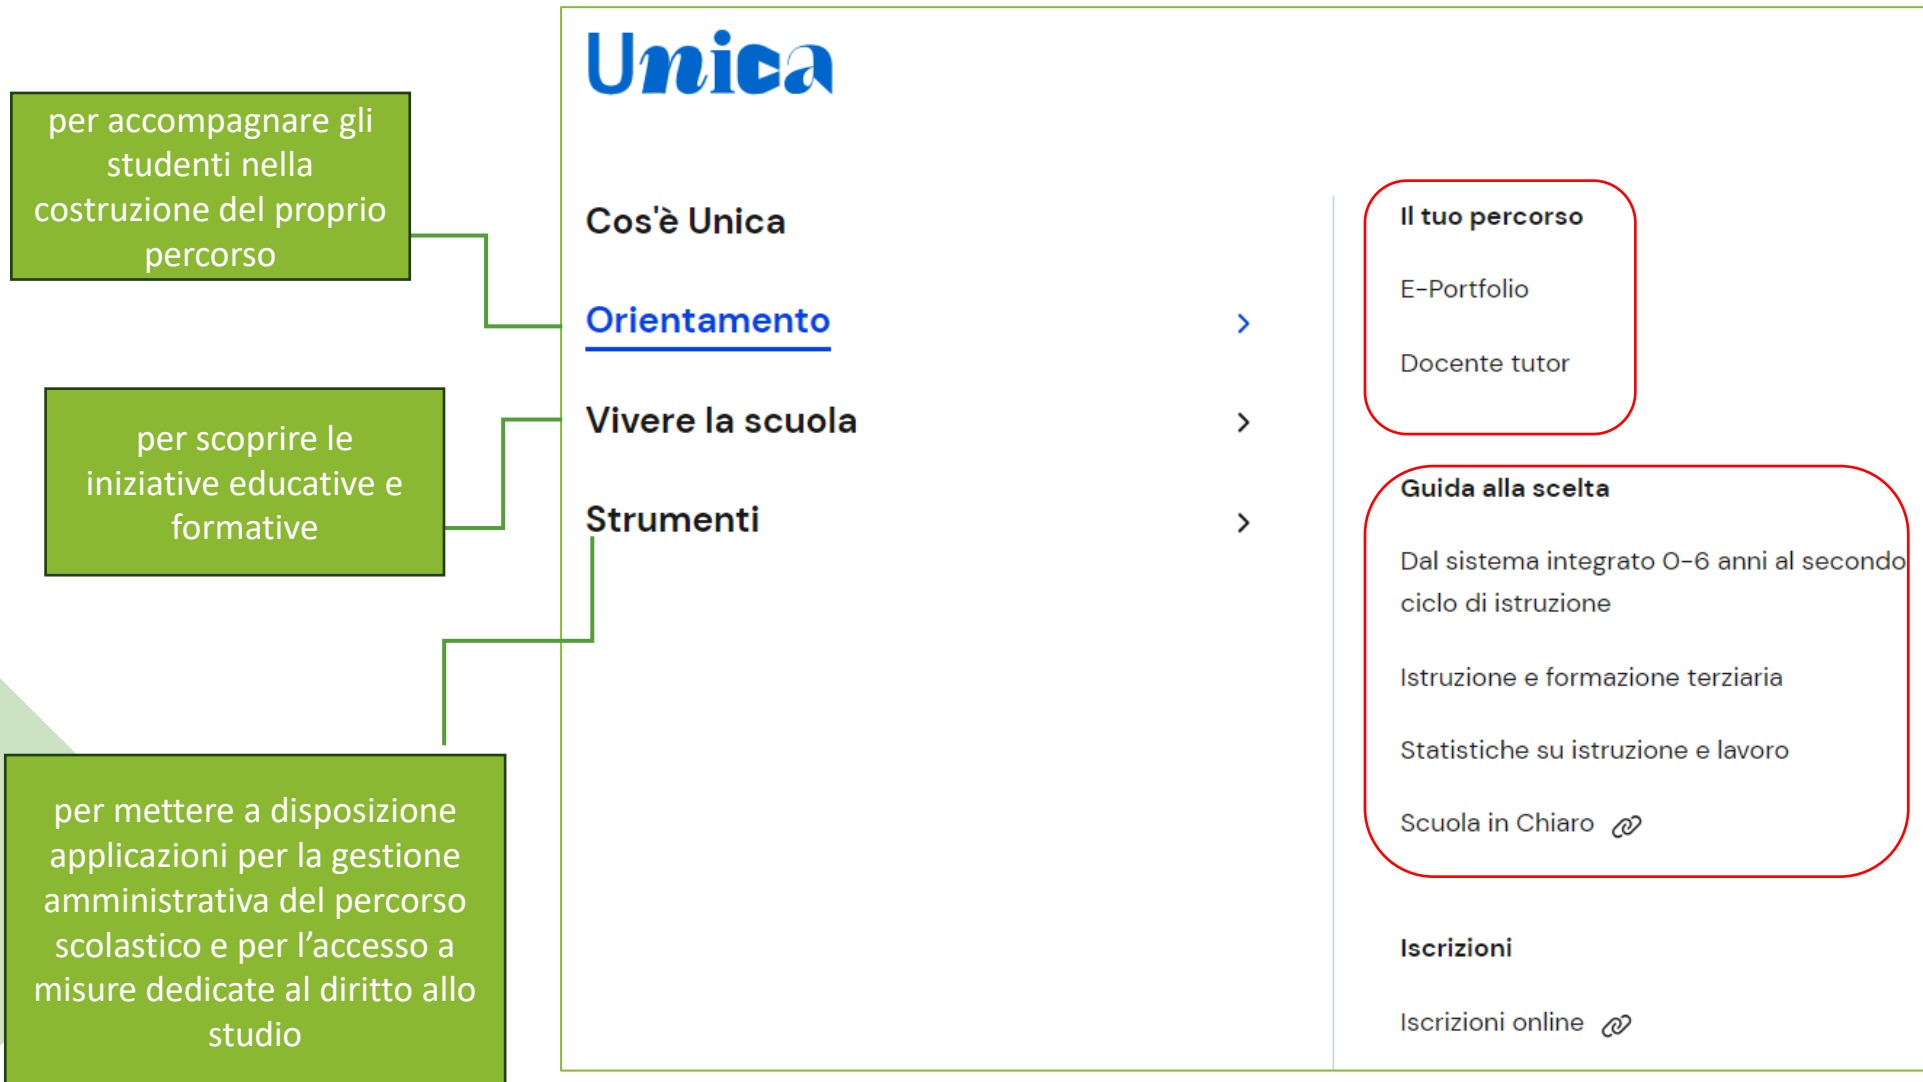 Unica
per accompagnare gli
studenti nella
costruzione del proprio
percorso
per scoprire le
iniziative educative e
formative
per mettere a disposizione
applicazioni per la gestione
amministrativa del percorso
scolastico e per l’accesso a
misure dedicate al diritto allo
studio
Cos'è Unica
Orientamento
Vivere la scuola
Strumenti
Il tuo percorso
E-Portfolio
Docente tutor
Guida alla scelta
Dal sistema integrato 0-6 anni al secondo
ciclo di istruzione
Istruzione e formazione terziaria
Statistiche su istruzione e lavoro
Scuola in Chiaro
Iscrizioni
Iscrizioni online